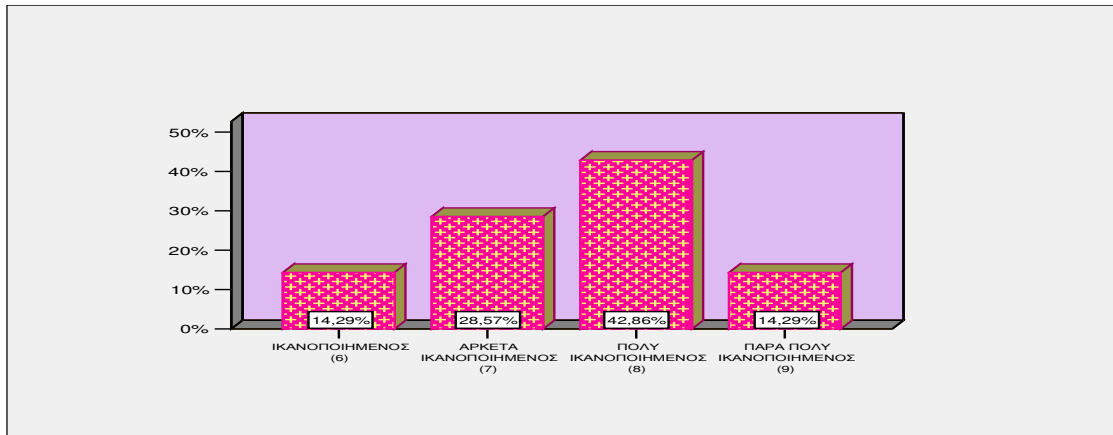 50%
40%
30%
20%
10%
0%
14,29%
28,57%
42,86%
14,29%
ΙΚΑΝΟΠΟΙΗΜΕΝΟΣ
(6)
ΑΡΚΕΤΑ
ΙΚΑΝΟΠΟΙΗΜΕΝΟΣ
(7)
ΠΟΛΥ
ΙΚΑΝΟΠΟΙΗΜΕΝΟΣ
(8)
ΠΑΡΑ ΠΟΛΥ
ΙΚΑΝΟΠΟΙΗΜΕΝΟΣ
(9)